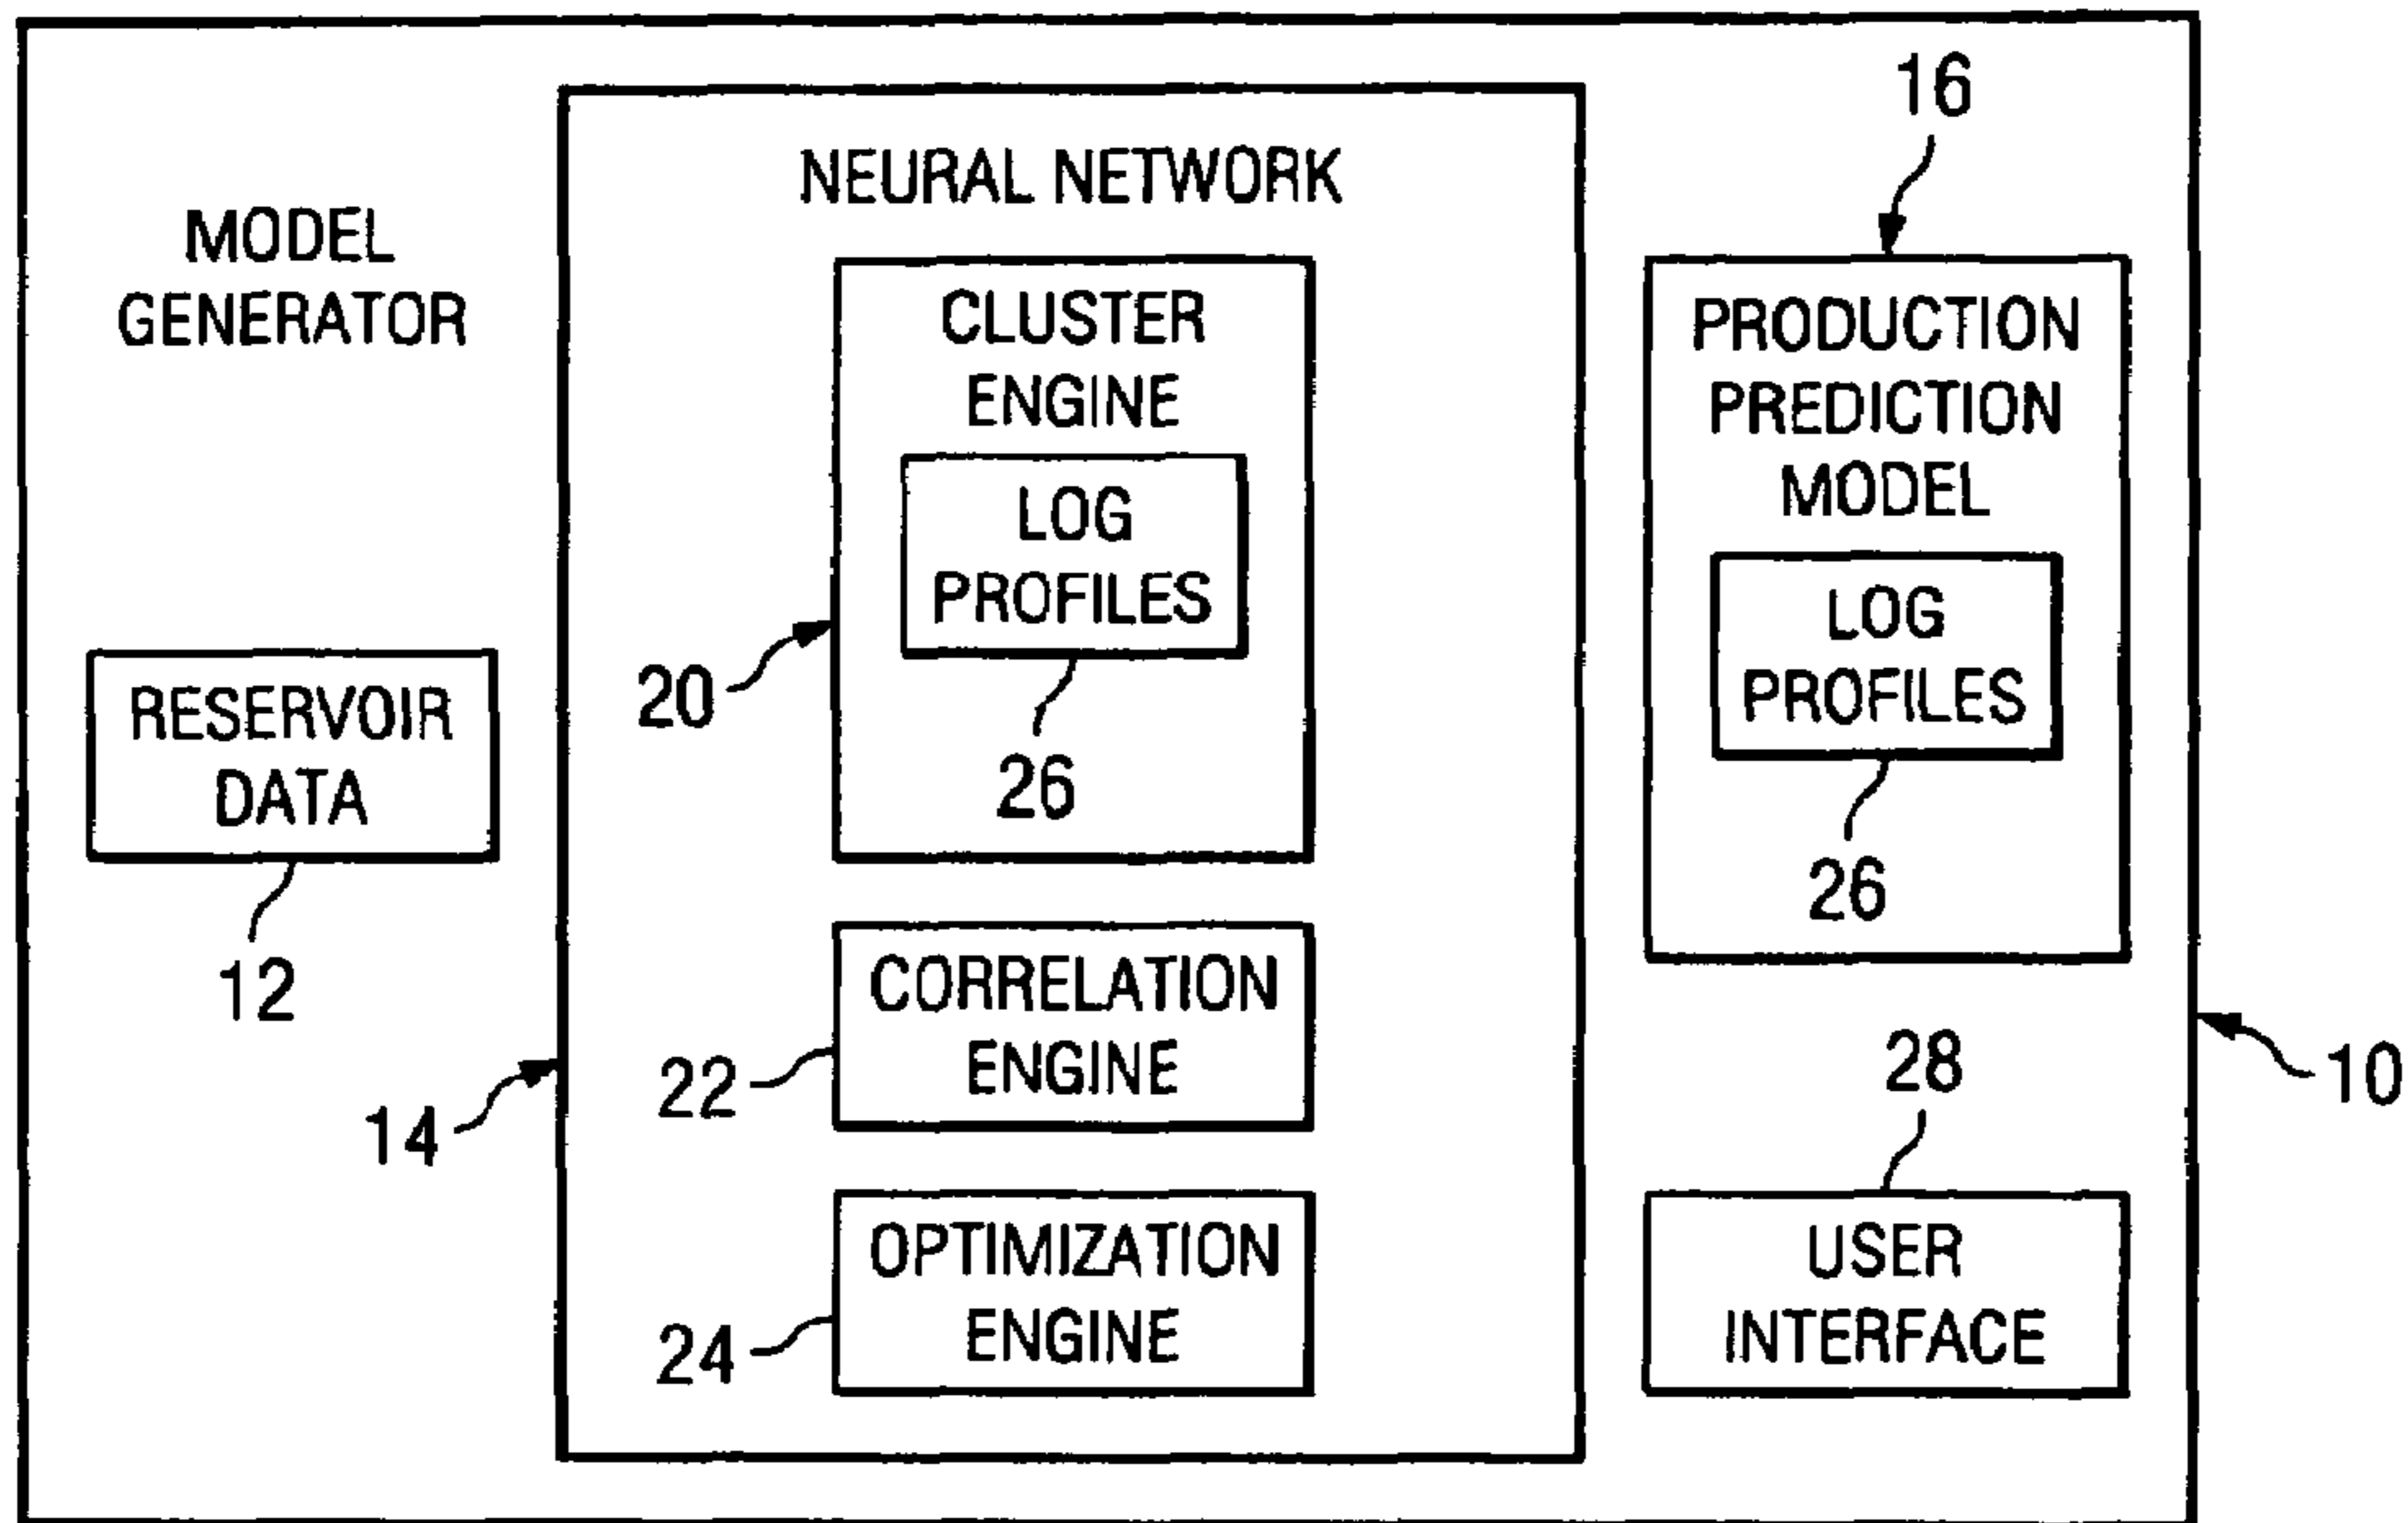 MODEL
GENERATOR
RESERVOIR
DATA
12
14
NEURAL NETWORK
CLUSTER
ENGINE
LOG
PROFILES
20
26
CORRELATION
ENGINE
22
OPTIMIZATION
ENGINE
24
16
PRODUCTION
PREDICTION
MODEL
LOG
PROFILES
26
28
USER
INTERFACE
10